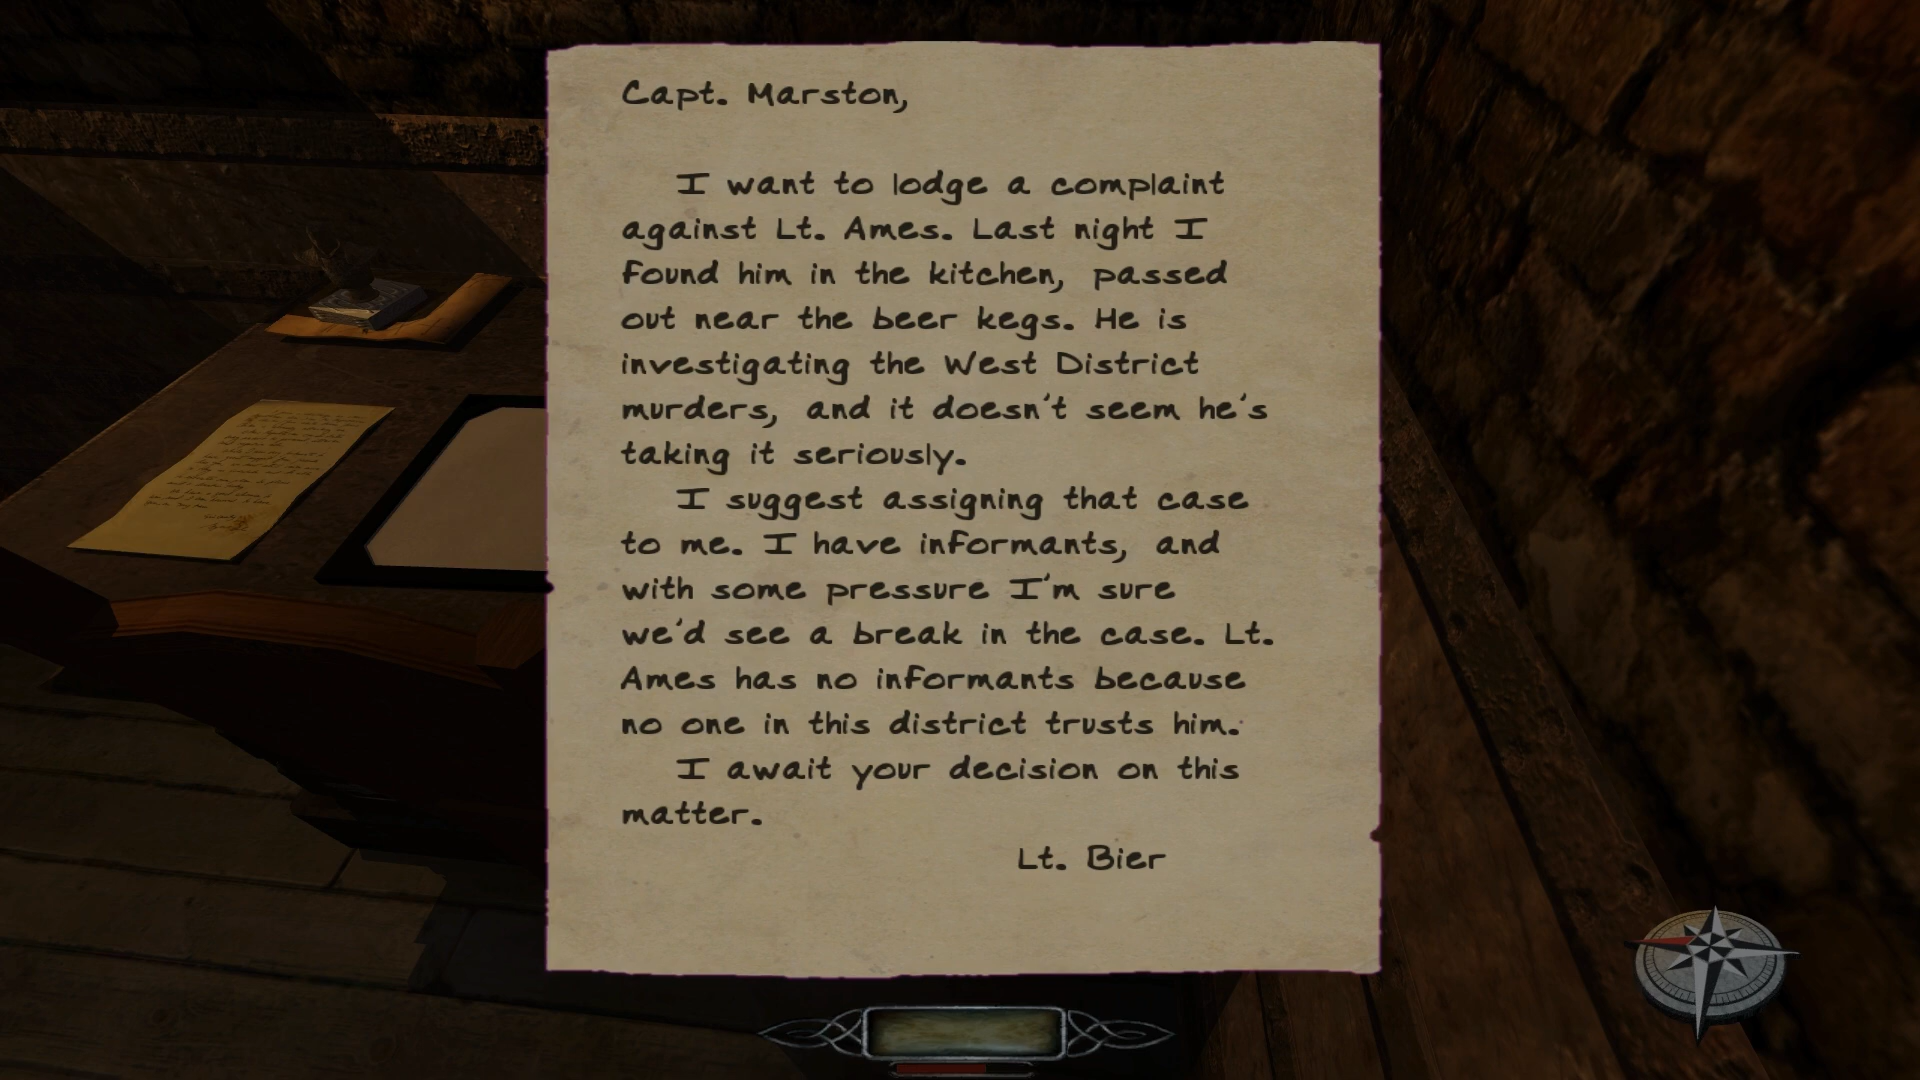 Capt. Marston,
I want to lodge a complaint
against Lt. Ames. Last night I
found him in the kitchen, passed
out near the beer kegs. He is
investigating the West District
murders, and it doesn't seem he's
taking it seriously.
I suggest assigning that case
to me. I have informants, and
with some pressure I'm sure
we'd see a break in the case. Lt.
Ames has no informants because
no one in this district trusts him.
I await your decision on this
matter.
Lt. Bier